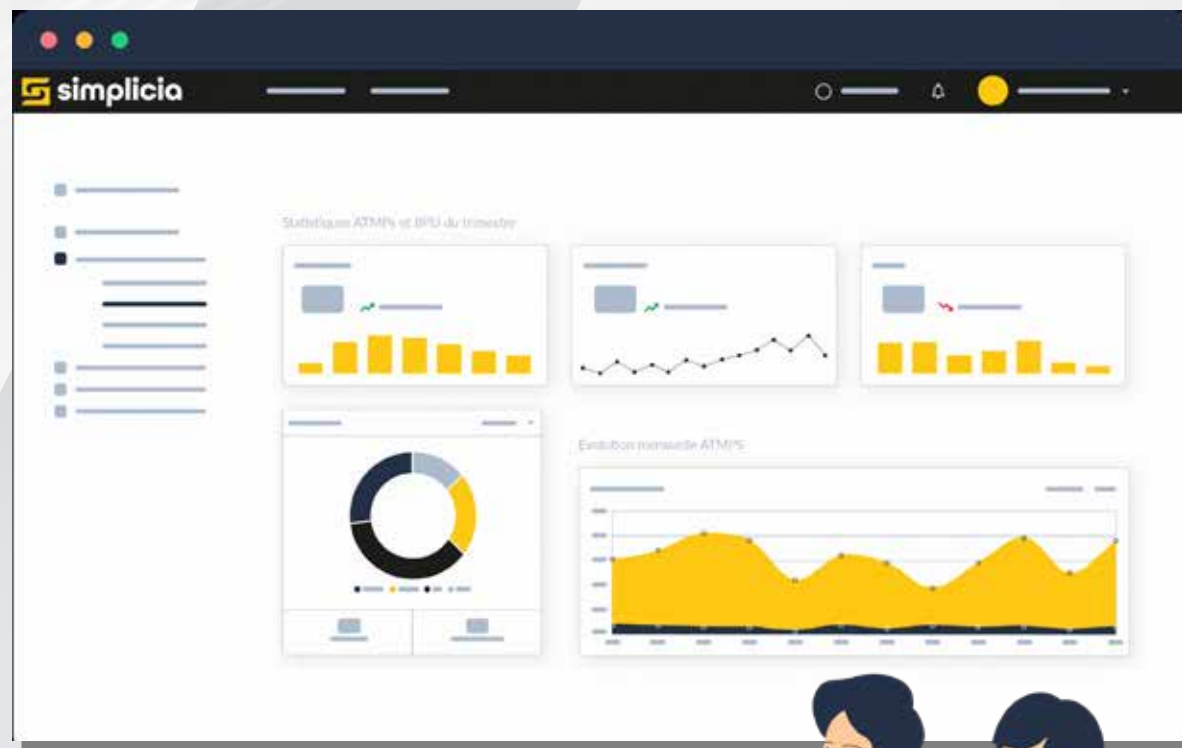 simplicia
Statistiques ATMPs et BPU du trimestre
Evolution mensuelle ATMPS